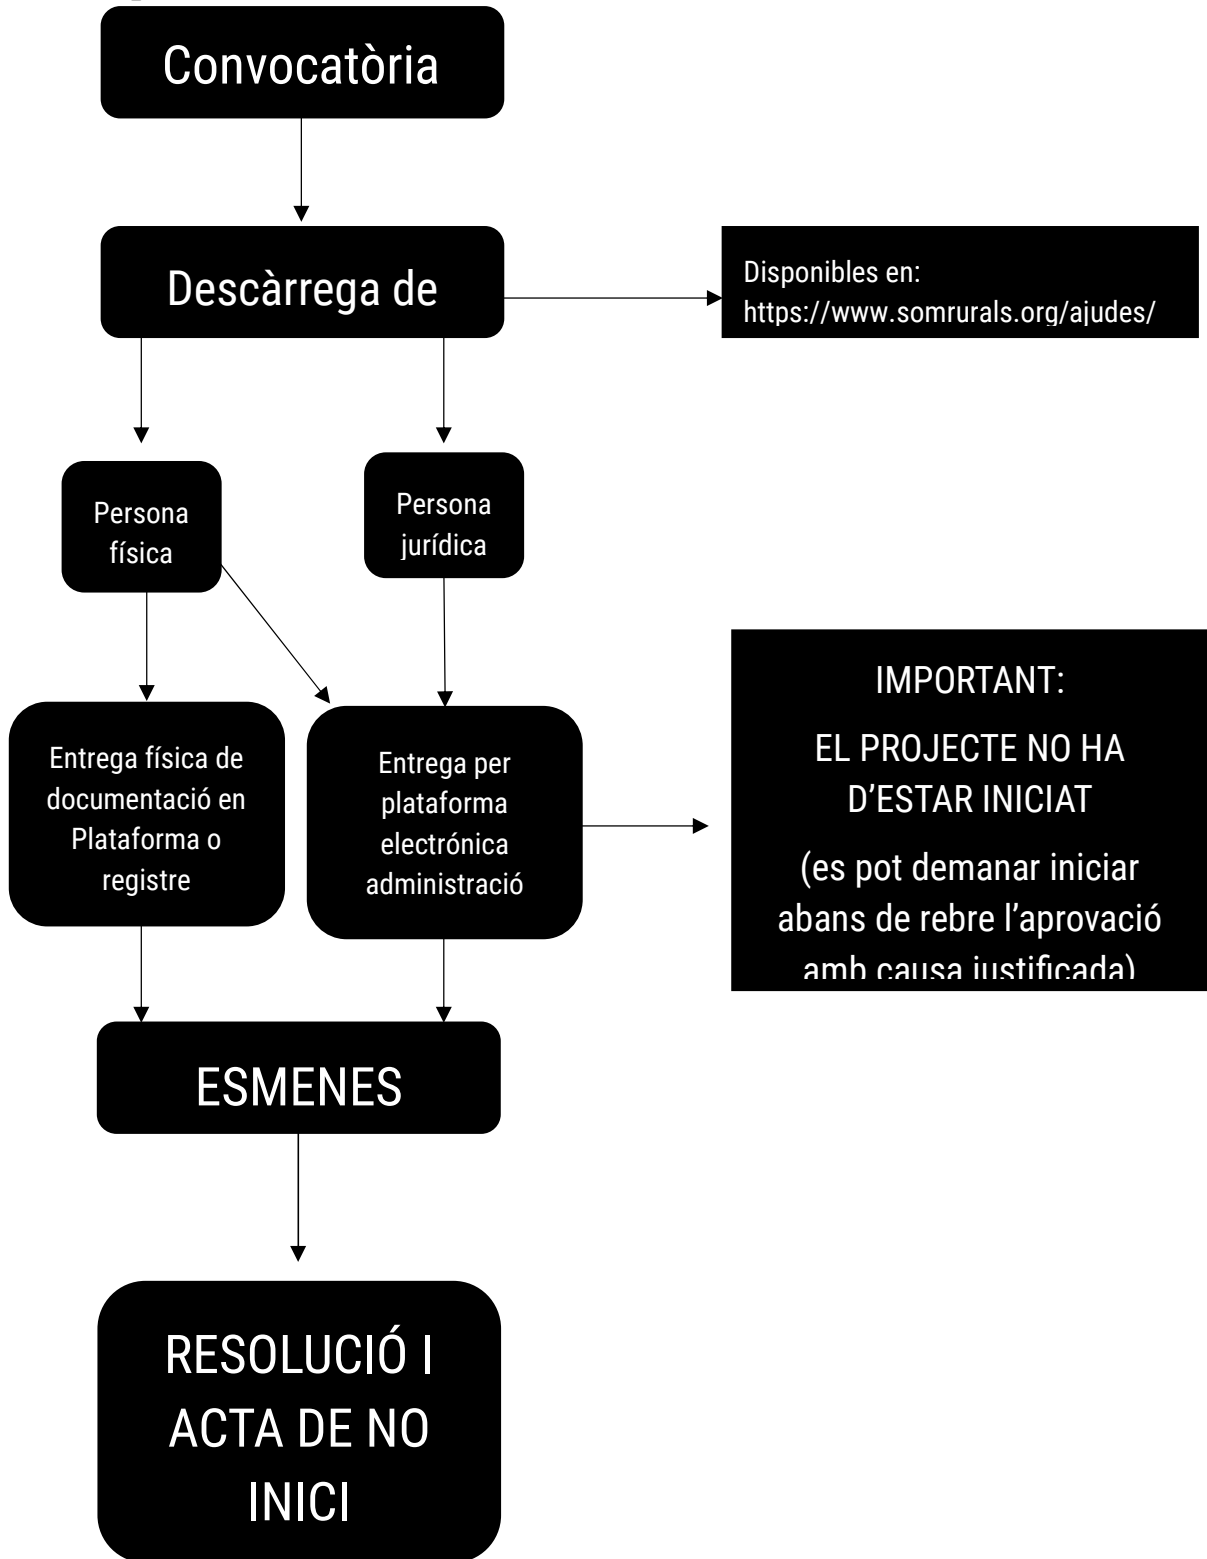 Convocatòria
Descàrrega de
Disponibles en:
https://www.somrurals.org/ajudes/
Persona
física
Persona
jurídica
Entrega física de
documentació en
Plataforma o
registre
Entrega per
plataforma
electrónica
administració
IMPORTANT:
EL PROJECTE NO HA
D’ESTAR INICIAT
(es pot demanar iniciar
abans de rebre l’aprovació
amb causa justificada)
ESMENES
RESOLUCIÓ I
ACTA DE NO
INICI